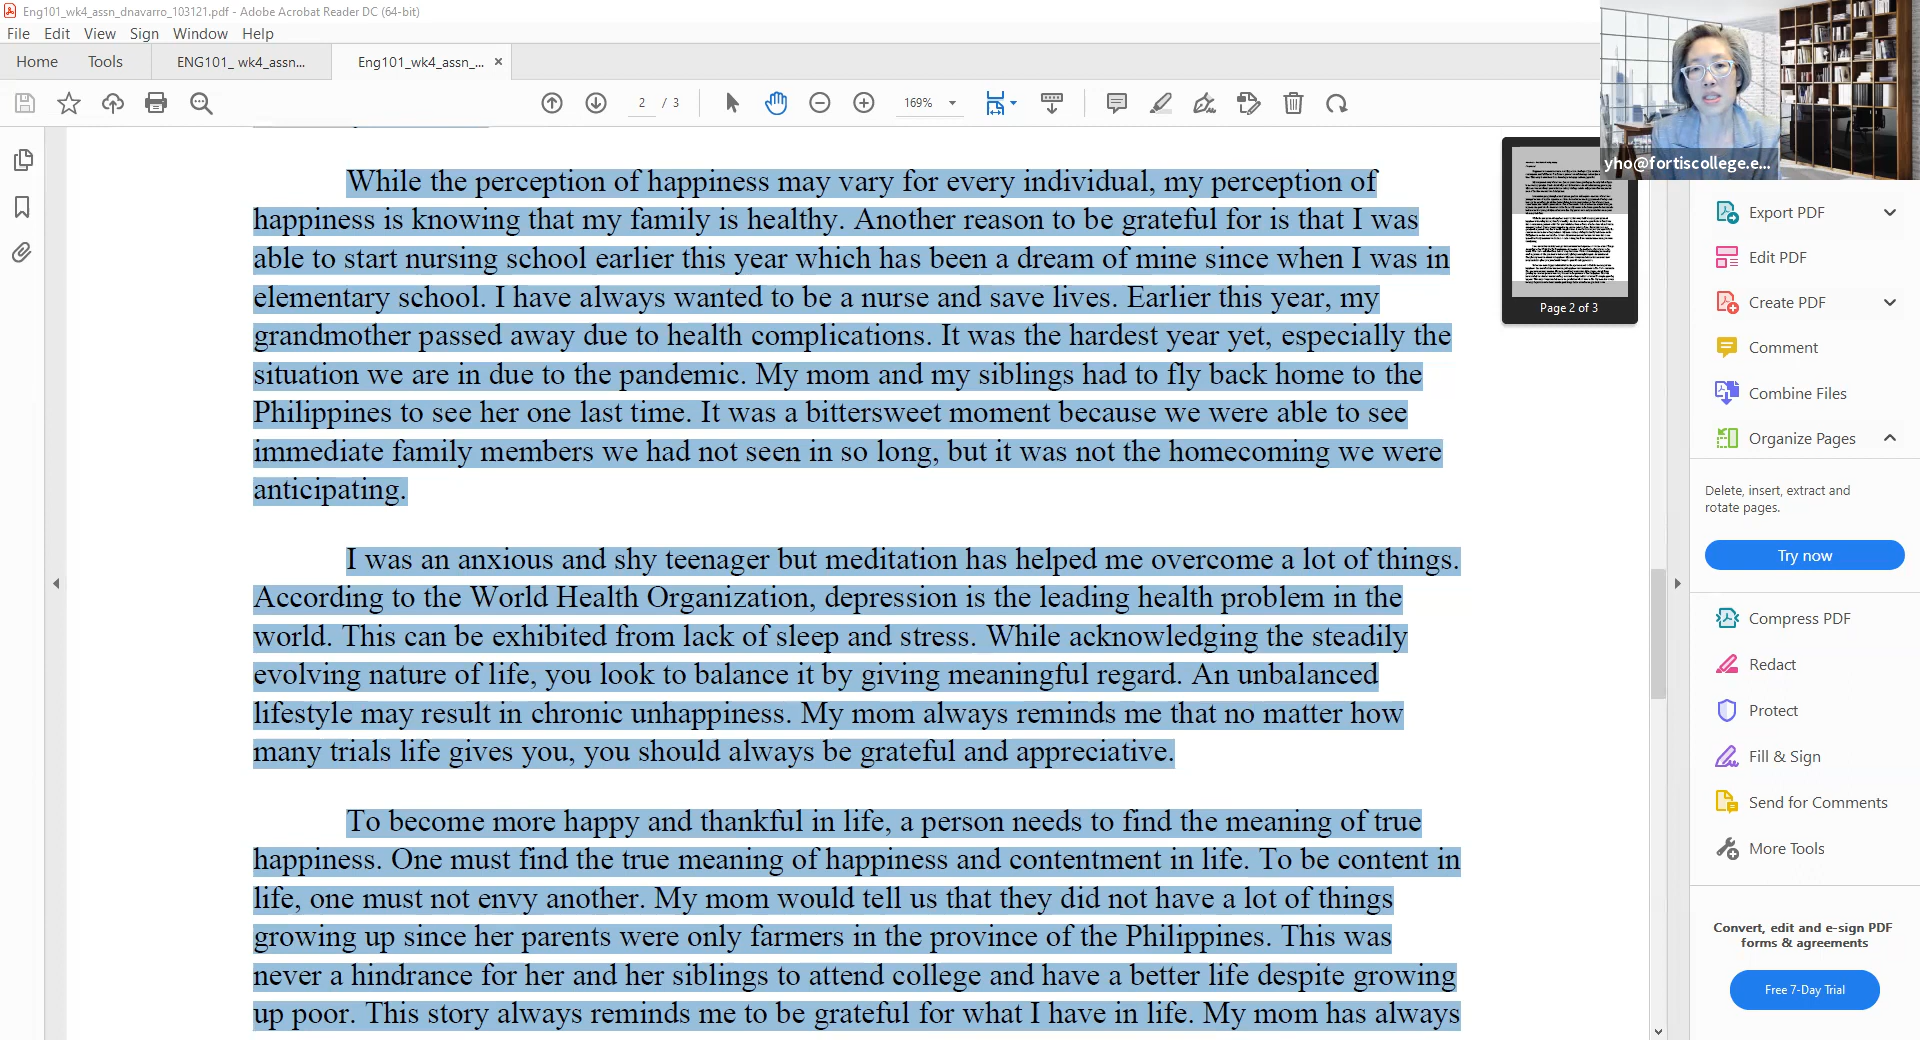 Eng101_wk4_assn_dnavarro_103121.pdf - Adobe Acrobat Reader DC (64-bit)
File Edit View Sign Window Help
Home Tools ENG101_ wk4_assn... Eng101_wk4_assn_... ×
2 / 3 169%
yho@fortiscollege.e...
While the perception of happiness may vary for every individual, my perception of
happiness is knowing that my family is healthy. Another reason to be grateful for is that I was
able to start nursing school earlier this year which has been a dream of mine since when I was in
elementary school. I have always wanted to be a nurse and save lives. Earlier this year, my
grandmother passed away due to health complications. It was the hardest year yet, especially the
situation we are in due to the pandemic. My mom and my siblings had to fly back home to the
Philippines to see her one last time. It was a bittersweet moment because we were able to see
immediate family members we had not seen in so long, but it was not the homecoming we were
anticipating.
I was an anxious and shy teenager but meditation has helped me overcome a lot of things.
According to the World Health Organization, depression is the leading health problem in the
world. This can be exhibited from lack of sleep and stress. While acknowledging the steadily
evolving nature of life, you look to balance it by giving meaningful regard. An unbalanced
lifestyle may result in chronic unhappiness. My mom always reminds me that no matter how
many trials life gives you, you should always be grateful and appreciative.
To become more happy and thankful in life, a person needs to find the meaning of true
happiness. One must find the true meaning of happiness and contentment in life. To be content in
life, one must not envy another. My mom would tell us that they did not have a lot of things
growing up since her parents were only farmers in the province of the Philippines. This was
never a hindrance for her and her siblings to attend college and have a better life despite growing
up poor. This story always reminds me to be grateful for what I have in life. My mom has always
Page 2 of 3
Export PDF
Edit PDF
Create PDF
Comment
Combine Files
Organize Pages
Delete, insert, extract and
rotate pages.
Try now
Compress PDF
Redact
Protect
Fill & Sign
Send for Comments
More Tools
Convert, edit and e-sign PDF
forms & agreements
Free 7-Day Trial